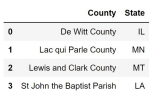 County State
0 De Witt County IL
1 Lac qui Parle County MN
2 Lewis and Clark County MT
3 St John the Baptist Parish LA